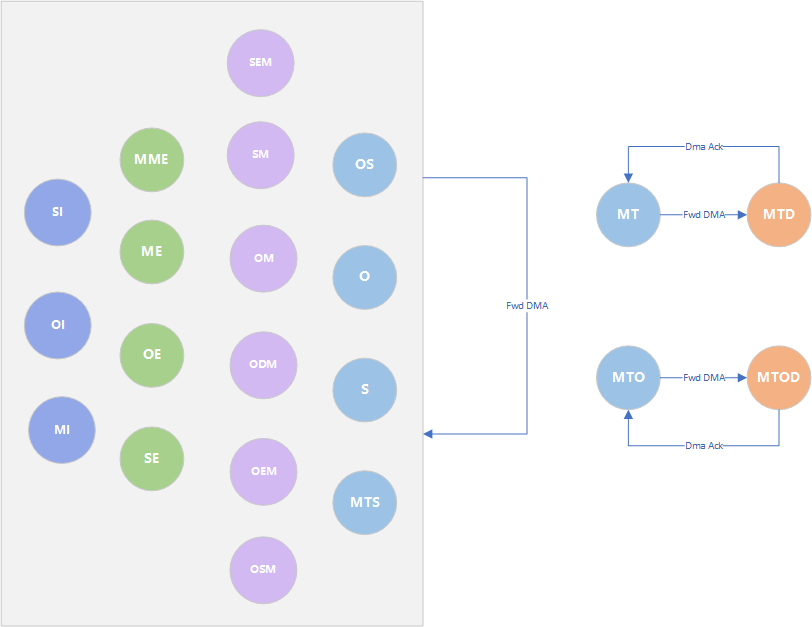 SEM
MME
SM
OS
SI
ME
OM
O
OI
OE
ODM
S
MI
SE
OEM
MTS
OSM
Fwd DMA
Dma Ack
MT
Fwd DMA
MTD
MTO
Fwd DMA
MTOD
Dma Ack